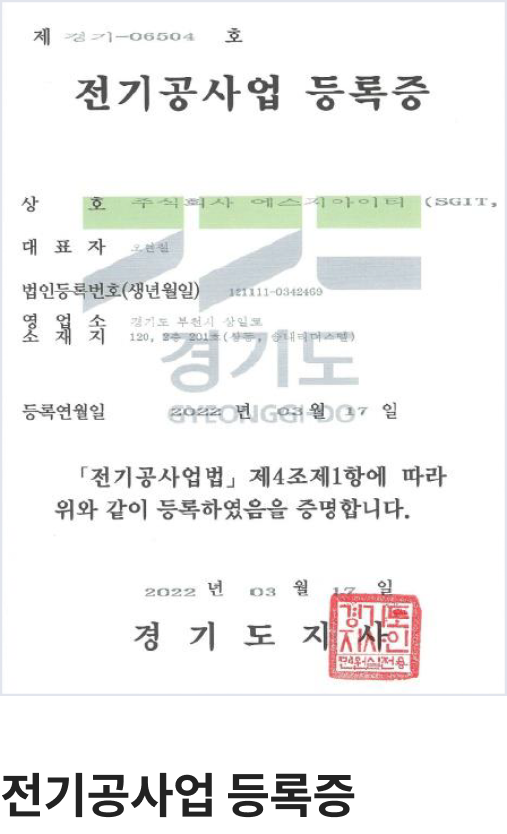 제 경기-06504 호
전기공사업 등록증
상 호 주식회사 에스지아이티 (SGIT,
대 표 자
법인등록번호(생년월일) 121111-0342469
영 업 소 경기도 부천시 상일로
소 재 지 120, 2층 201호(상동,
경기도
GYEONGGI-DO
등록연월일 2022 년 03 월 17 일
「전기공사업법」 제4조제1항에 따라
위와 같이 등록하였음을 증명합니다.
2022 년 03 월 17 일
경 기 도 지 사
경기도
지사인
민원실전용
전기공사업 등록증